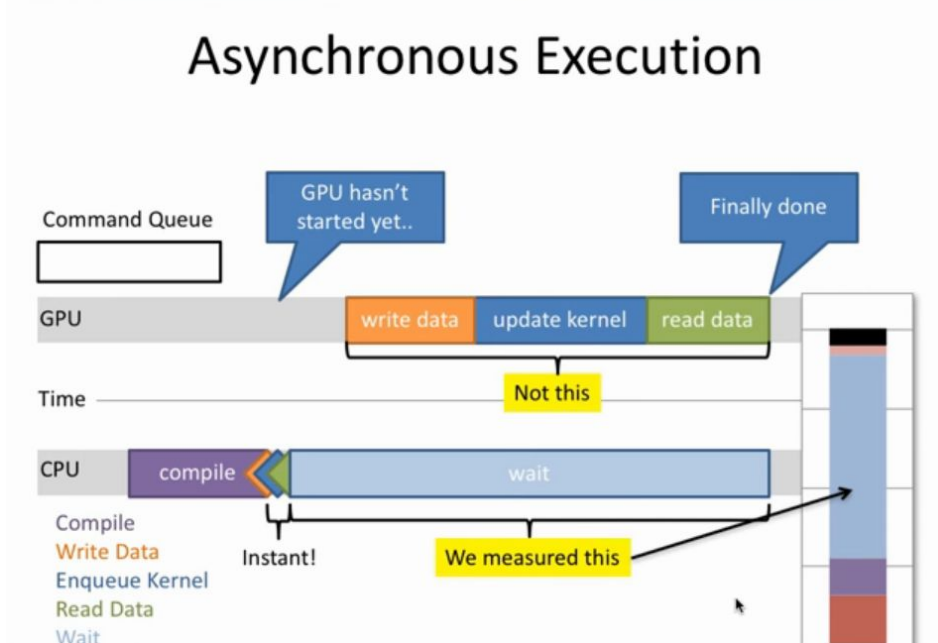 Asynchronous Execution
GPU hasn't
started yet..
Finally done
Command Queue
GPU
write data
update kernel
read data
Not this
Time
CPU
compile
wait
Compile
Write Data
Enqueue Kernel
Read Data
Wait
Instant!
We measured this